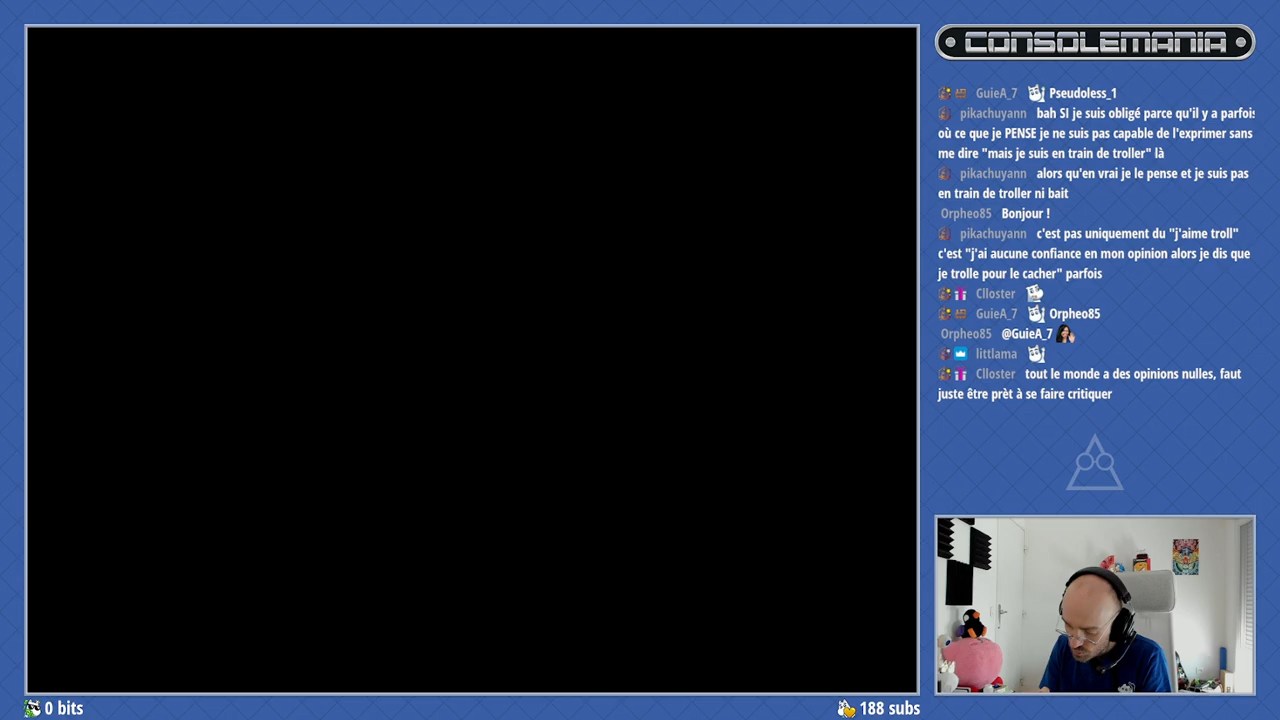 CONSOLEMANIA
GuieA_7 Pseudoless_1
pikachuyann bah SI je suis obligé parce qu'il y a parfois
où ce que je PENSE je ne suis pas capable de l'exprimer sans
me dire "mais je suis en train de troller" là
pikachuyann alors qu'en vrai je le pense et je suis pas
en train de troller ni bait
Orpheo85 Bonjour !
pikachuyann c'est pas uniquement du "j'aime troll"
c'est "j'ai aucune confiance en mon opinion alors je dis que
je trolle pour le cacher" parfois
Clloster
GuieA_7 Orpheo85
Orpheo85 @GuieA_7
littlama
Clloster tout le monde a des opinions nulles, faut
juste être prèt à se faire critiquer
0 bits
188 subs